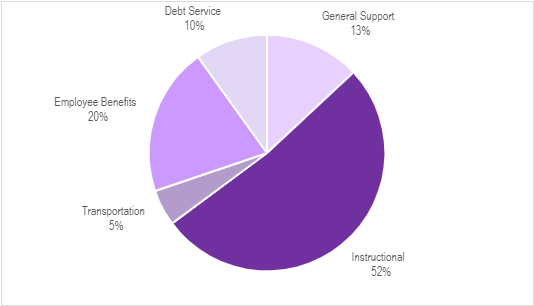 Debt Service
10%
General Support
13%
Employee Benefits
20%
Transportation
5%
Instructional
52%